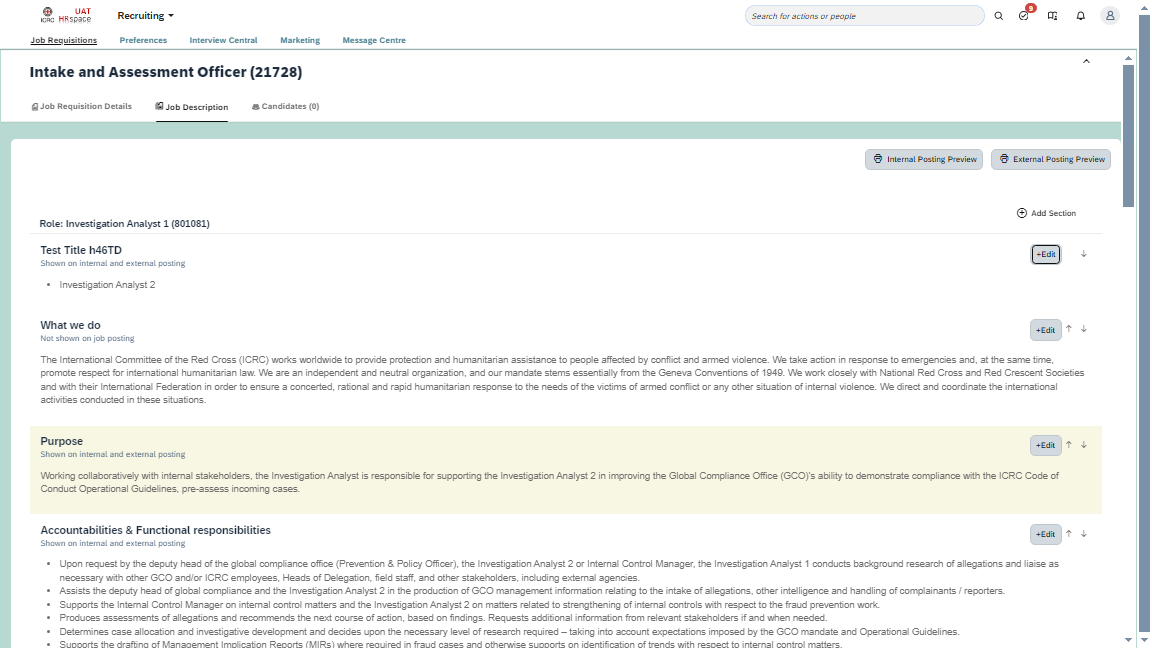 ICRC
UAT
HRspace
Recruiting
Search for actions or people
9
Job Requisitions
Preferences
Interview Central
Marketing
Message Centre
Intake and Assessment Officer (21728)
Job Requisition Details
Job Description
Candidates (0)
Internal Posting Preview
External Posting Preview
Add Section
Role: Investigation Analyst 1 (801081)
Test Title h46TD
+Edit
Shown on internal and external posting
• Investigation Analyst 2
What we do
+Edit
Not shown on job posting
The International Committee of the Red Cross (ICRC) works worldwide to provide protection and humanitarian assistance to people affected by conflict and armed violence. We take action in response to emergencies and, at the same time,
promote respect for international humanitarian law. We are an independent and neutral organization, and our mandate stems essentially from the Geneva Conventions of 1949. We work closely with National Red Cross and Red Crescent Societies
and with their International Federation in order to ensure a concerted, rational and rapid humanitarian response to the needs of the victims of armed conflict or any other situation of internal violence. We direct and coordinate the international
activities conducted in these situations.
Purpose
+Edit
Shown on internal and external posting
Working collaboratively with internal stakeholders, the Investigation Analyst is responsible for supporting the Investigation Analyst 2 in improving the Global Compliance Office (GCO)'s ability to demonstrate compliance with the ICRC Code of
Conduct Operational Guidelines, pre-assess incoming cases.
Accountabilities & Functional responsibilities
+Edit
Shown on internal and external posting
• Upon request by the deputy head of the global compliance office (Prevention & Policy Officer), the Investigation Analyst 2 or Internal Control Manager, the Investigation Analyst 1 conducts background research of allegations and liaise as
necessary with other GCO and/or ICRC employees, Heads of Delegation, field staff, and other stakeholders, including external agencies.
• Assists the deputy head of global compliance and the Investigation Analyst 2 in the production of GCO management information relating to the intake of allegations, other intelligence and handling of complainants / reporters.
• Supports the Internal Control Manager on internal control matters and the Investigation Analyst 2 on matters related to strengthening of internal controls with respect to the fraud prevention work.
• Produces assessments of allegations and recommends the next course of action, based on findings. Requests additional information from relevant stakeholders if and when needed.
• Determines case allocation and investigative development and decides upon the necessary level of research required – taking into account expectations imposed by the GCO mandate and Operational Guidelines.
• Supports the drafting of Management Implication Reports (MIRs) where required in fraud cases and otherwise supports on identification of trends with respect to internal control matters.